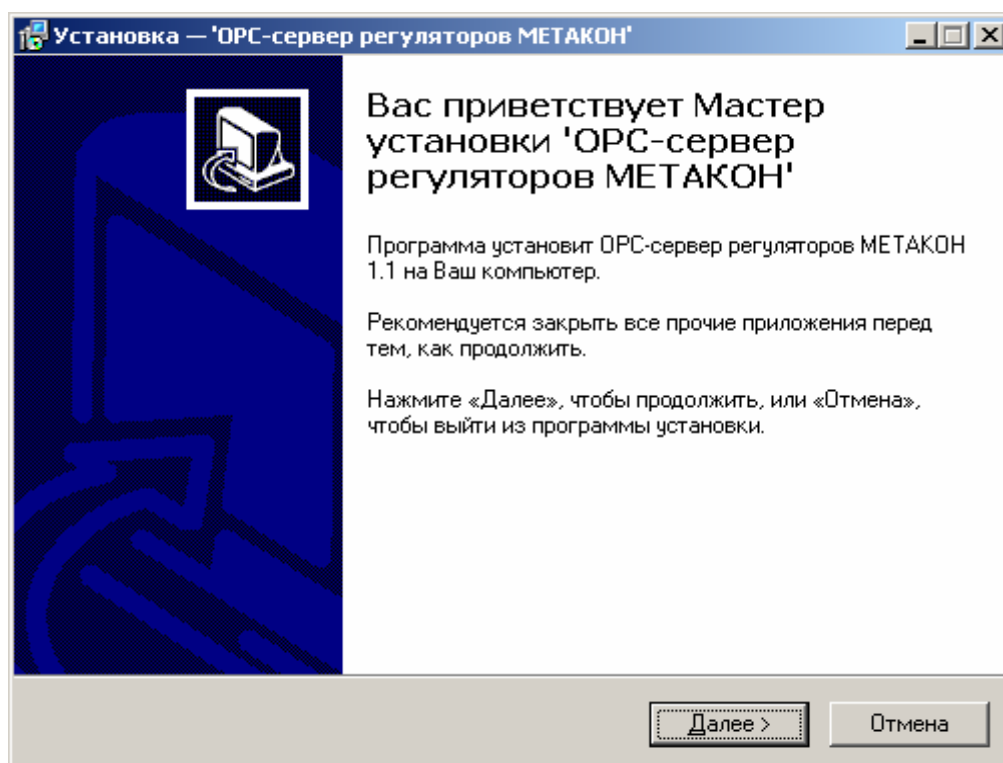 Установка — 'OPC-сервер регуляторов МЕТАКОН'
Вас приветствует Мастер
установки 'OPC-сервер
регуляторов МЕТАКОН'
Программа установит OPC-сервер регуляторов МЕТАКОН
1.1 на Ваш компьютер.
Рекомендуется закрыть все прочие приложения перед
тем, как продолжить.
Нажмите «Далее», чтобы продолжить, или «Отмена»,
чтобы выйти из программы установки.
Далее >
Отмена